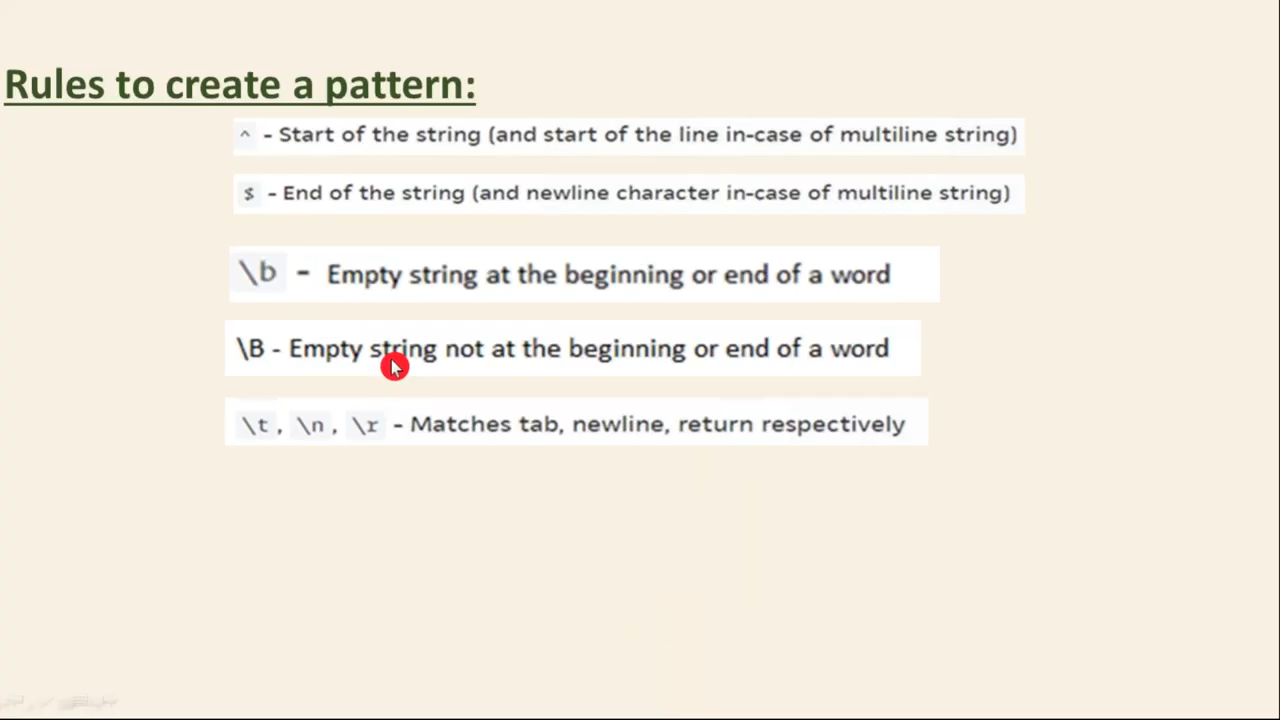 Rules to create a pattern:
^ - Start of the string (and start of the line in-case of multiline string)
$ - End of the string (and newline character in-case of multiline string)
\b - Empty string at the beginning or end of a word
\B - Empty string not at the beginning or end of a word
\t, \n, \r - Matches tab, newline, return respectively